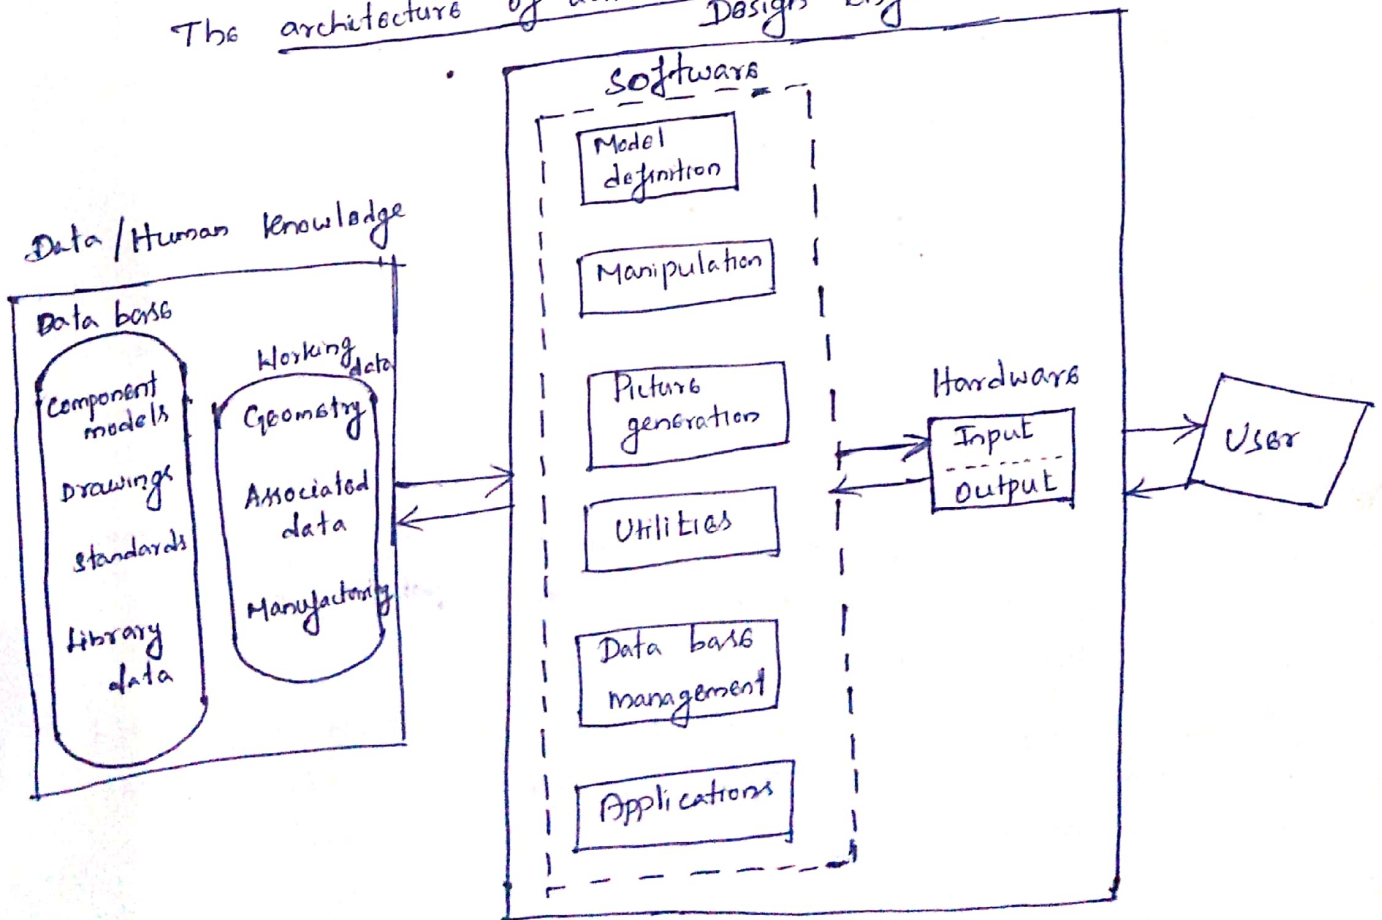 The architecture of
Design
Software
Model
definition
Manipulation
Picture
generation
Utilities
Data base
management
Applications
Data/Human knowledge
Data base
Component
models
Drawings
Standards
Library
data
Working
data
Geometry
Associated
data
Manufacturing
Hardware
Input
Output
User